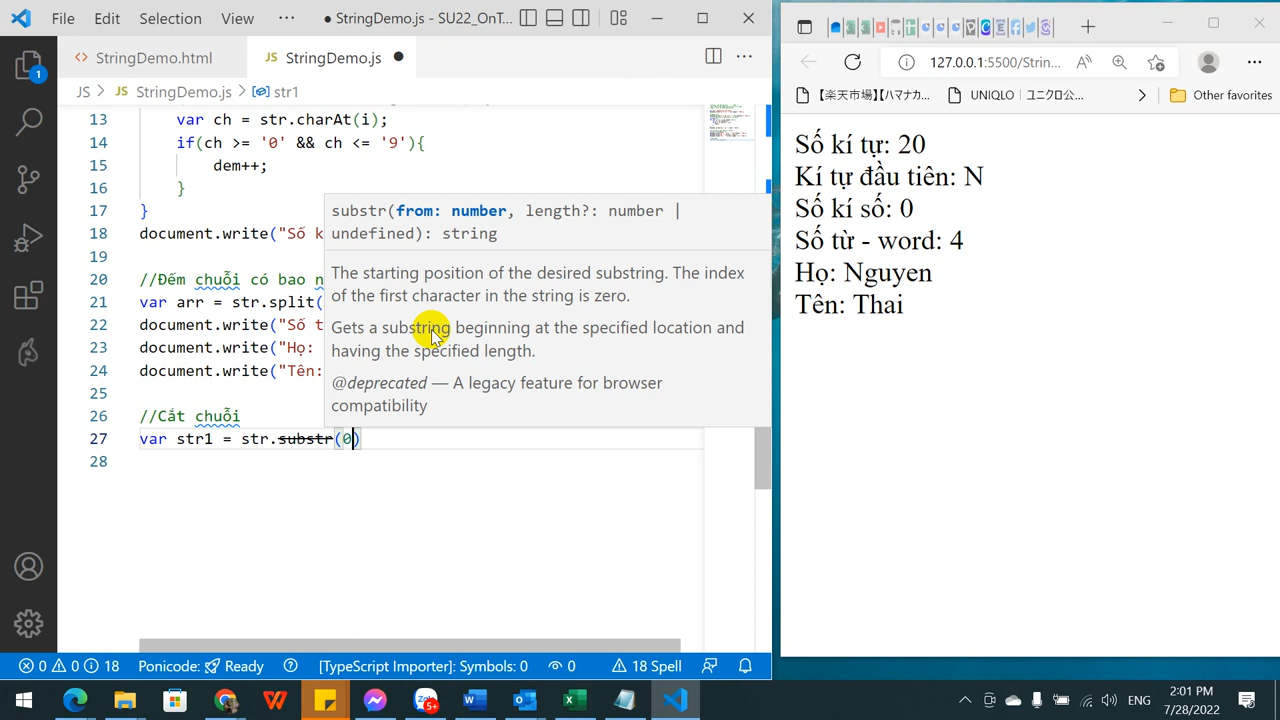 File Edit Selection View ··· ● StringDemo.js - SU22_OnT...
<> StringDemo.html JS StringDemo.js ●
JS > JS StringDemo.js > str1
13 var ch = str.charAt(i);
14 if(ch >= '0 && ch <= '9'){
15 dem++;
16 }
17 }
18 document.write("Số k
19
20 //Đếm chuỗi có bao n
21 var arr = str.split(
22 document.write("Số t
23 document.write("Họ:
24 document.write("Tên:
25
26 //Cắt chuỗi
27 var str1 = str.substr(0)
28
substr(from: number, length?: number |
undefined): string
The starting position of the desired substring. The index
of the first character in the string is zero.
Gets a substring beginning at the specified location and
having the specified length.
@deprecated — A legacy feature for browser
compatibility
1
0 0 18 Ponicode: Ready [TypeScript Importer]: Symbols: 0 0 18 Spell
127.0.0.1:5500/Strin...
【楽天市場】【ハマナカ... UNIQLO | ユニクロ公... Other favorites
Số kí tự: 20
Kí tự đầu tiên: N
Số kí số: 0
Số từ - word: 4
Họ: Nguyen
Tên: Thai
5+
ENG
2:01 PM
7/28/2022